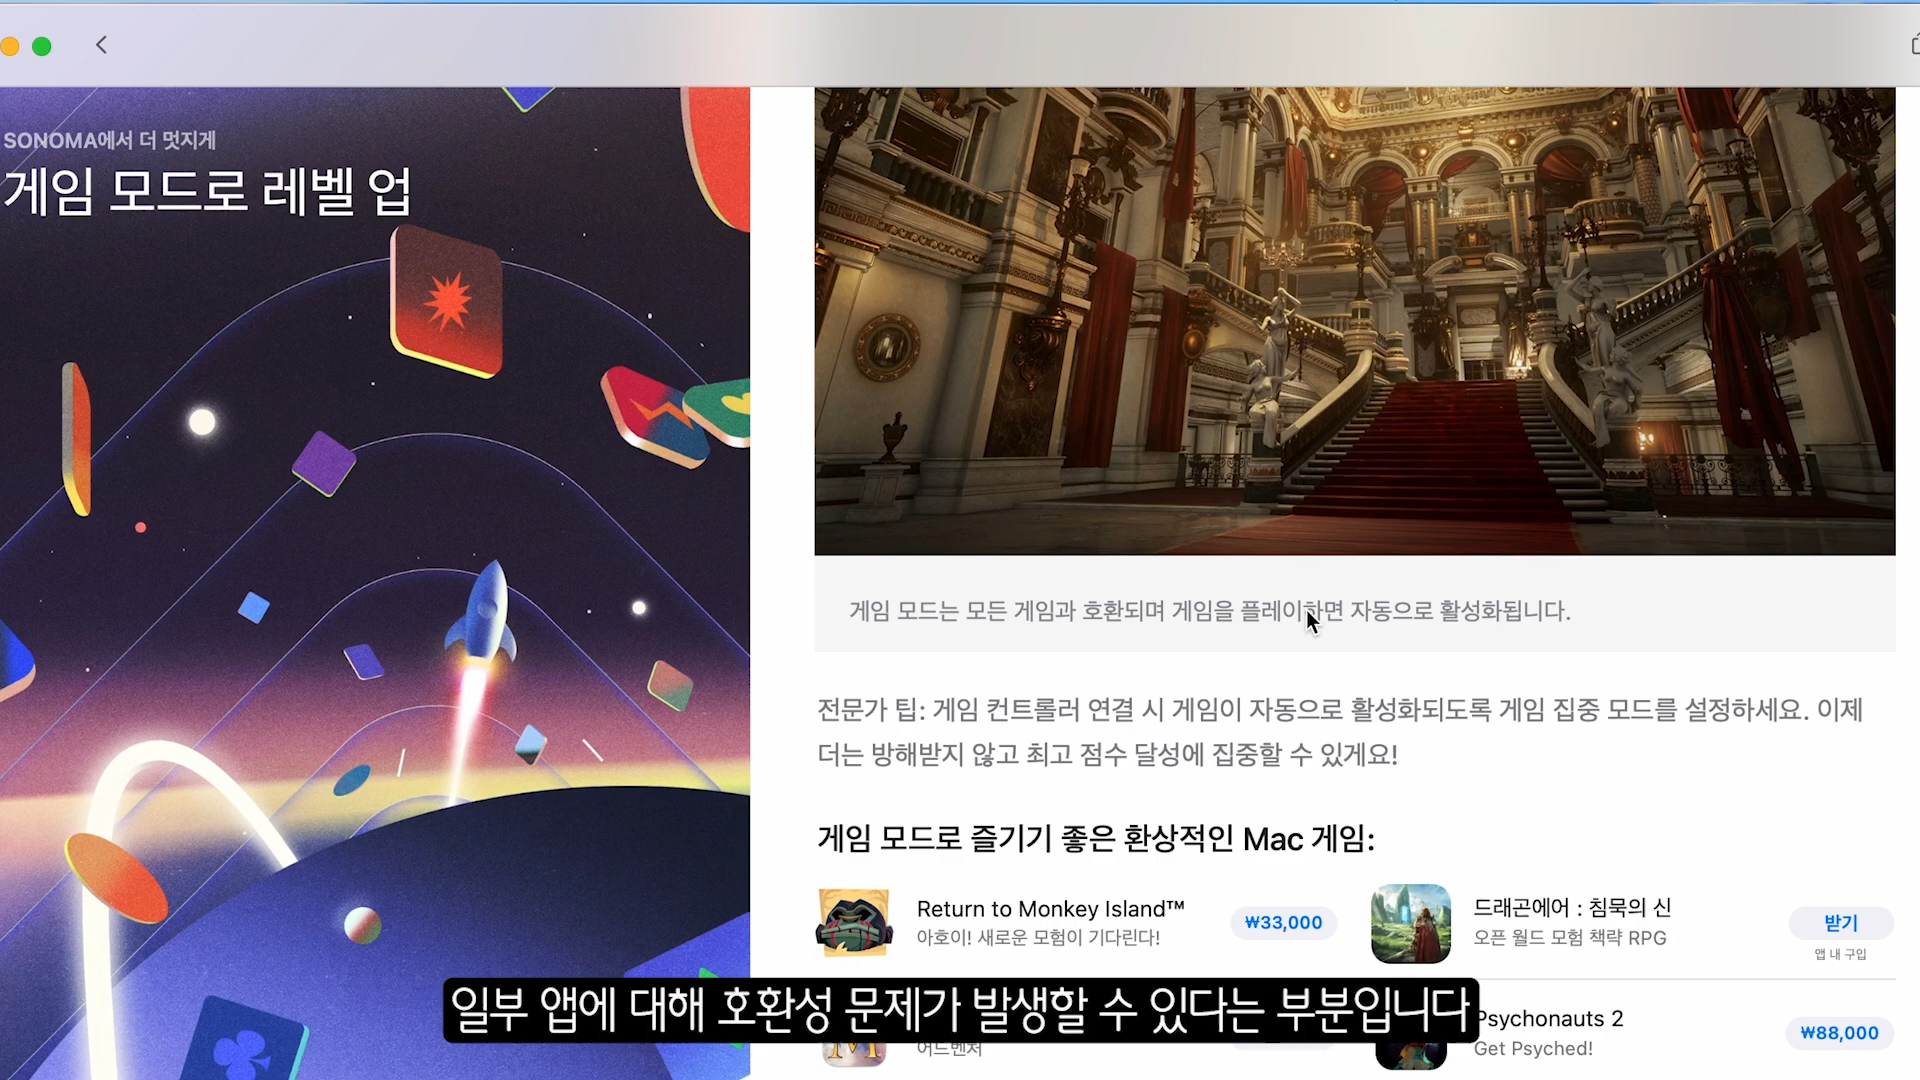 SONOMA에서 더 멋지게
게임 모드로 레벨 업
게임 모드는 모든 게임과 호환되며 게임을 플레이하면 자동으로 활성화됩니다.
전문가 팁: 게임 컨트롤러 연결 시 게임이 자동으로 활성화되도록 게임 집중 모드를 설정하세요. 이제
더는 방해받지 않고 최고 점수 달성에 집중할 수 있게요!
게임 모드로 즐기기 좋은 환상적인 Mac 게임:
Return to Monkey Island™
아호이! 새로운 모험이 기다린다!
₩33,000
드래곤에어 : 침묵의 신
오픈 월드 모험 책략 RPG
받기
앱 내 구입
어드벤처
Psychonauts 2
Get Psyched!
₩88,000
일부 앱에 대해 호환성 문제가 발생할 수 있다는 부분입니다